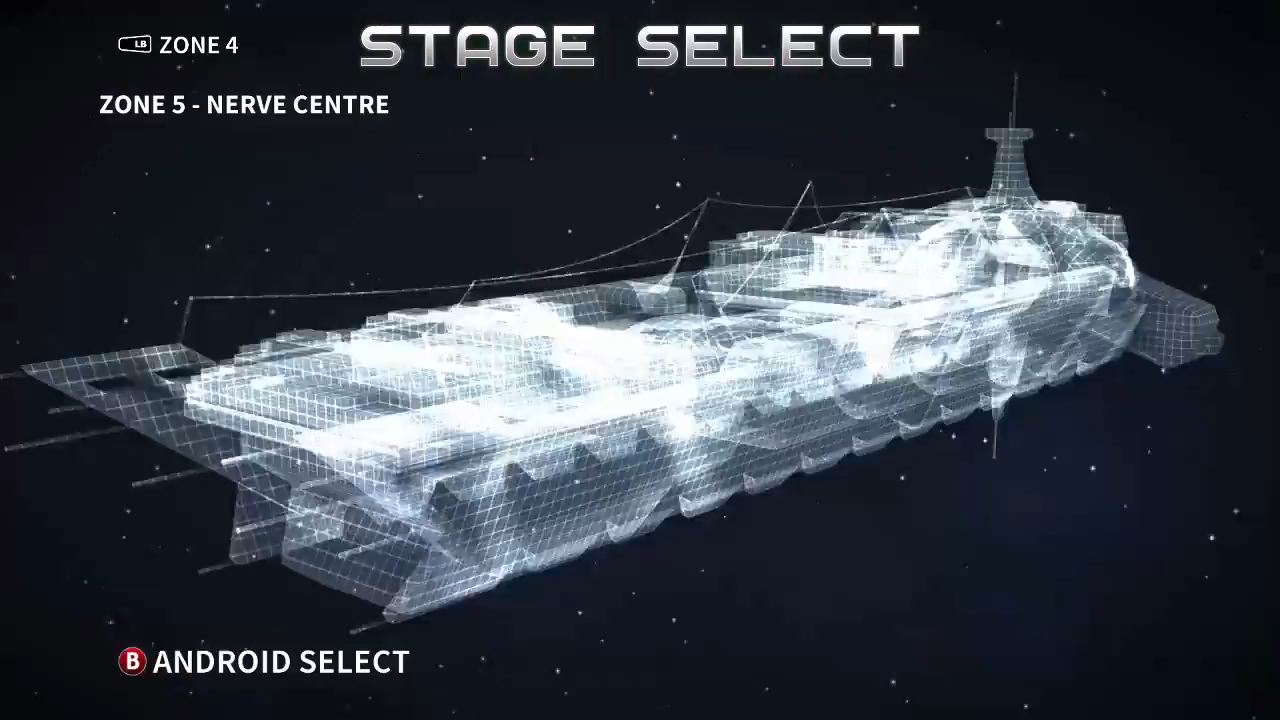 STAGE SELECT
LB ZONE 4
ZONE 5 - NERVE CENTRE
B ANDROID SELECT